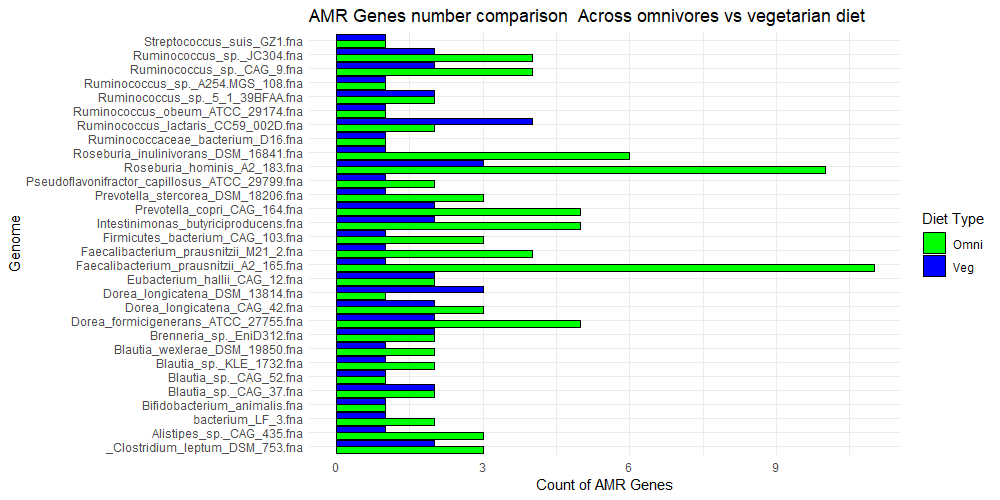 AMR Genes number comparison  Across omnivores vs vegetarian diet
Streptococcus_suis_GZ1.fna
Ruminococcus_sp._JC304.fna
Ruminococcus_sp._CAG_9.fna
Ruminococcus_sp._A254.MGS_108.fna
Ruminococcus_sp._5_1_39BFAA.fna
Ruminococcus_obeum_ATCC_29174.fna
Ruminococcus_lactaris_CC59_002D.fna
Ruminococcaceae_bacterium_D16.fna
Roseburia_inulinivorans_DSM_16841.fna
Roseburia_hominis_A2_183.fna
Pseudoflavonifractor_capillosus_ATCC_29799.fna
Prevotella_stercorea_DSM_18206.fna
Prevotella_copri_CAG_164.fna
Intestinimonas_butyriciproducens.fna
Firmicutes_bacterium_CAG_103.fna
Faecalibacterium_prausnitzii_M21_2.fna
Faecalibacterium_prausnitzii_A2_165.fna
Eubacterium_hallii_CAG_12.fna
Dorea_longicatena_DSM_13814.fna
Dorea_longicatena_CAG_42.fna
Dorea_formicigenerans_ATCC_27755.fna
Brenneria_sp._EniD312.fna
Blautia_wexlerae_DSM_19850.fna
Blautia_sp._KLE_1732.fna
Blautia_sp._CAG_52.fna
Blautia_sp._CAG_37.fna
Bifidobacterium_animalis.fna
bacterium_LF_3.fna
Alistipes_sp._CAG_435.fna
_Clostridium_leptum_DSM_753.fna
Genome
0 3 6 9
Count of AMR Genes
Diet Type
Omni
Veg